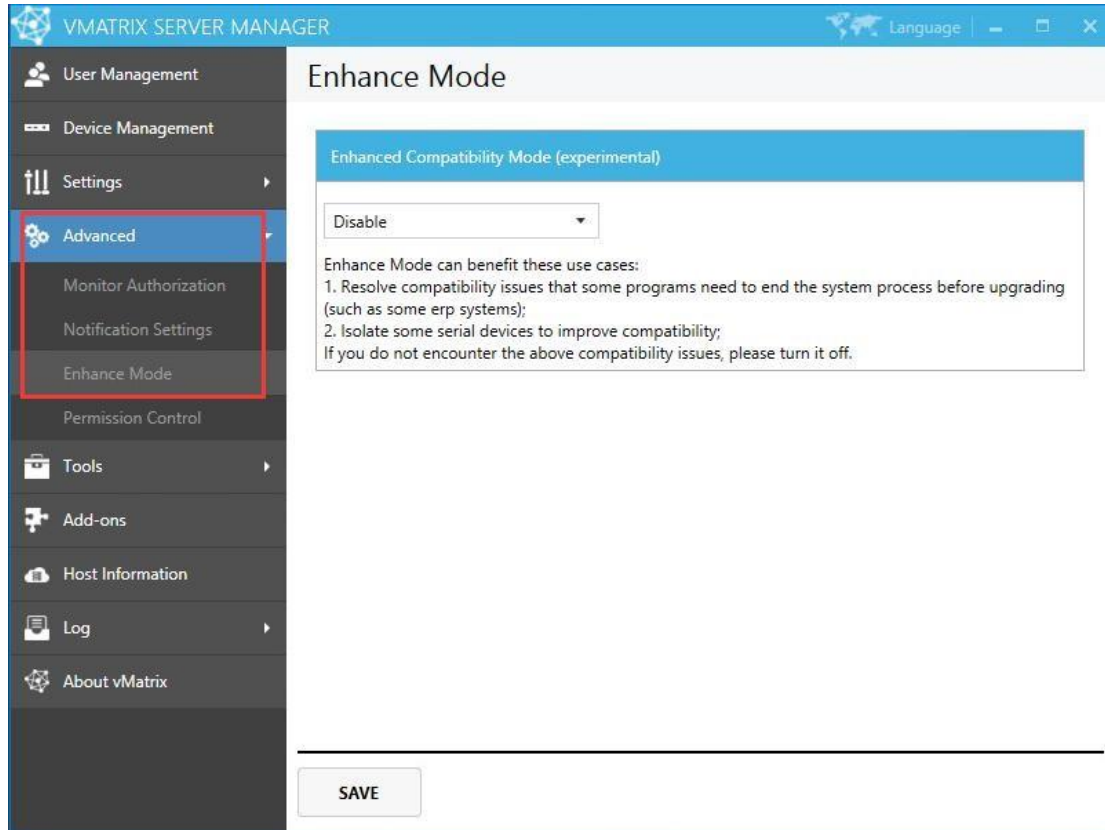 VMATRIX SERVER MANAGER
Language
User Management
Device Management
Settings
Advanced
Monitor Authorization
Notification Settings
Enhance Mode
Permission Control
Tools
Add-ons
Host Information
Log
About vMatrix
Enhance Mode
Enhanced Compatibility Mode (experimental)
Disable
Enhance Mode can benefit these use cases:
1. Resolve compatibility issues that some programs need to end the system process before upgrading
(such as some erp systems);
2. Isolate some serial devices to improve compatibility;
If you do not encounter the above compatibility issues, please turn it off.
SAVE